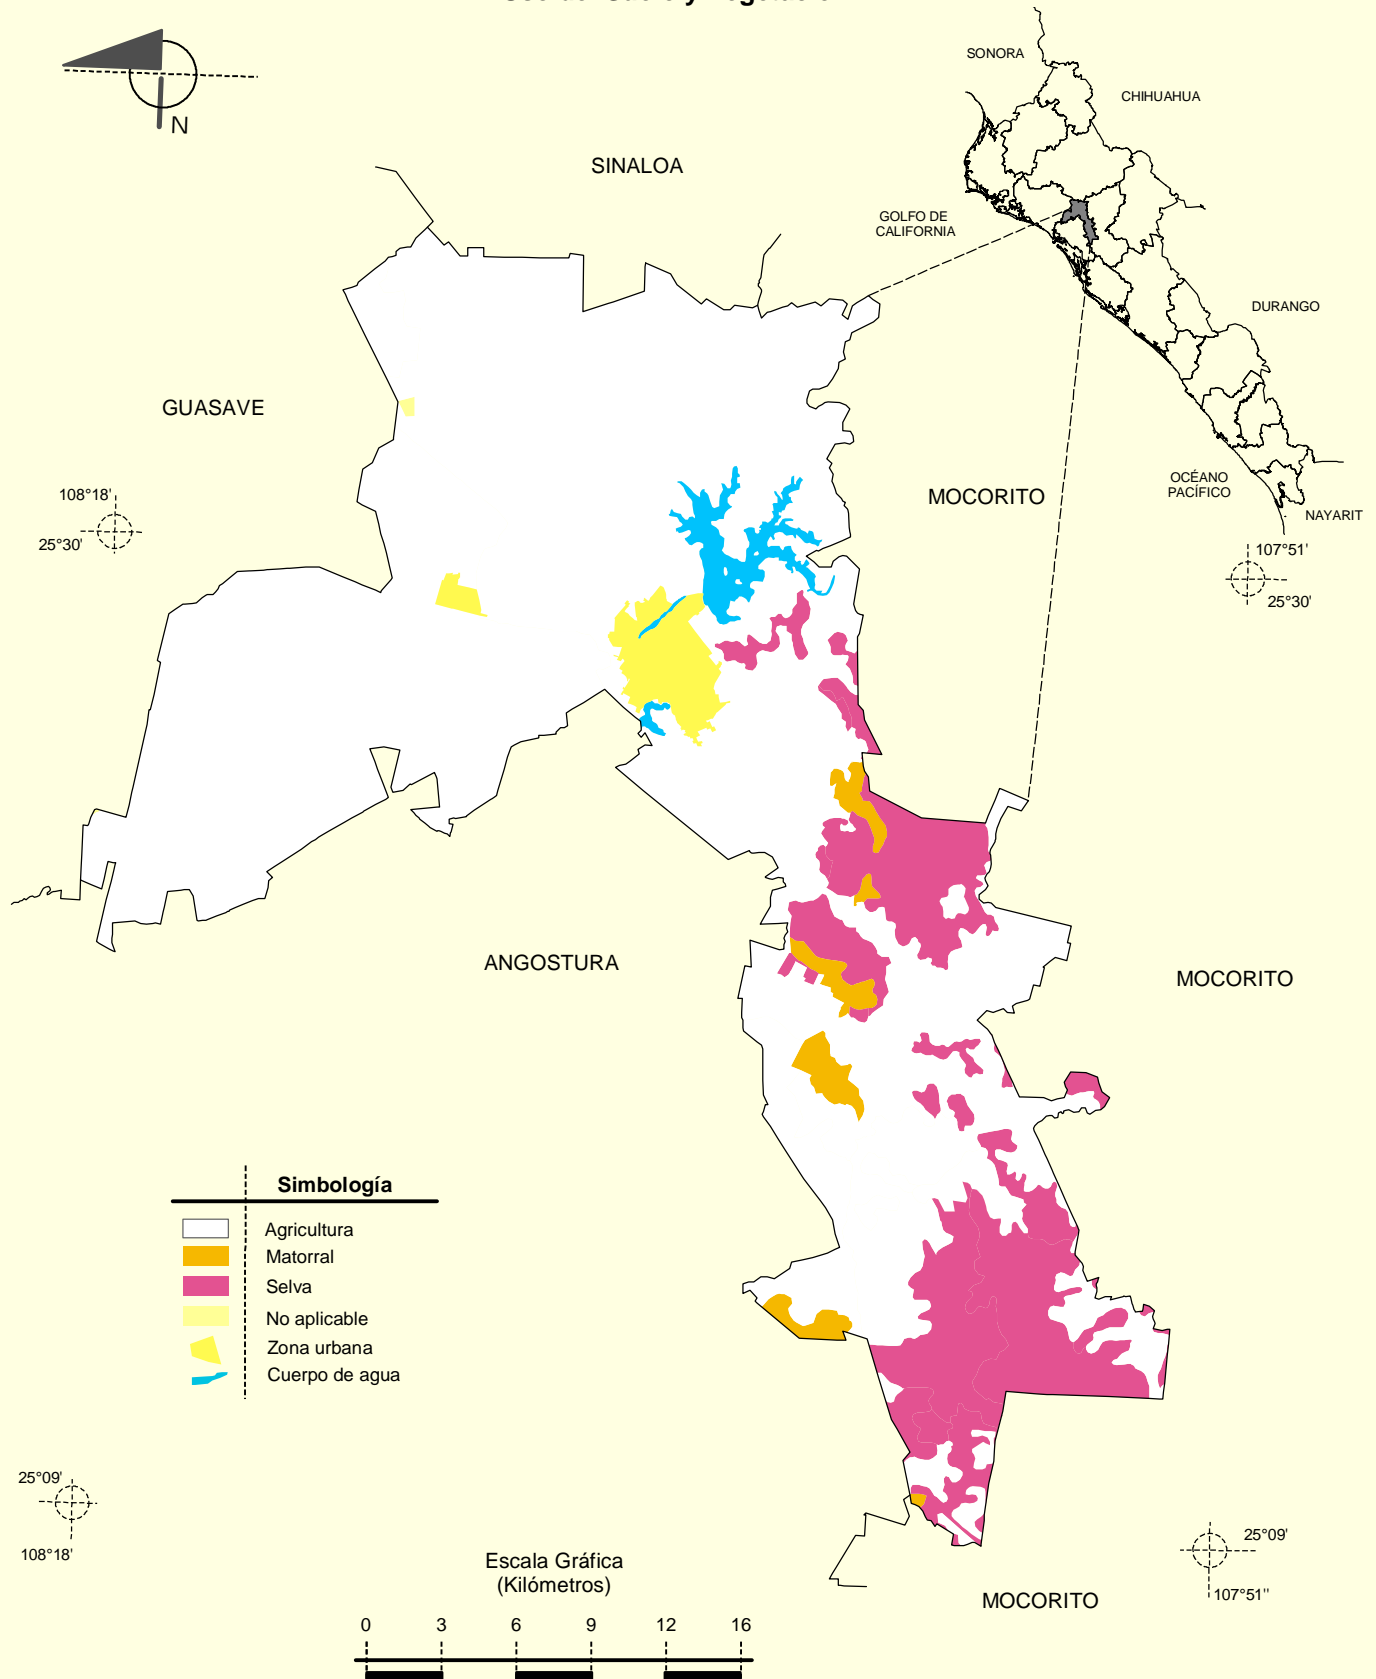 N
SINALOA
SONORA
CHIHUAHUA
GOLFO DE
CALIFORNIA
DURANGO
GUASAVE
MOCORITO
OCÉANO
PACÍFICO
NAYARIT
108°18'
25°30'
107°51'
25°30'
ANGOSTURA
MOCORITO
Simbología
Agricultura
Matorral
Selva
No aplicable
Zona urbana
Cuerpo de agua
25°09'
108°18'
25°09'
107°51''
Escala Gráfica
(Kilómetros)
MOCORITO
0 3 6 9 12 16